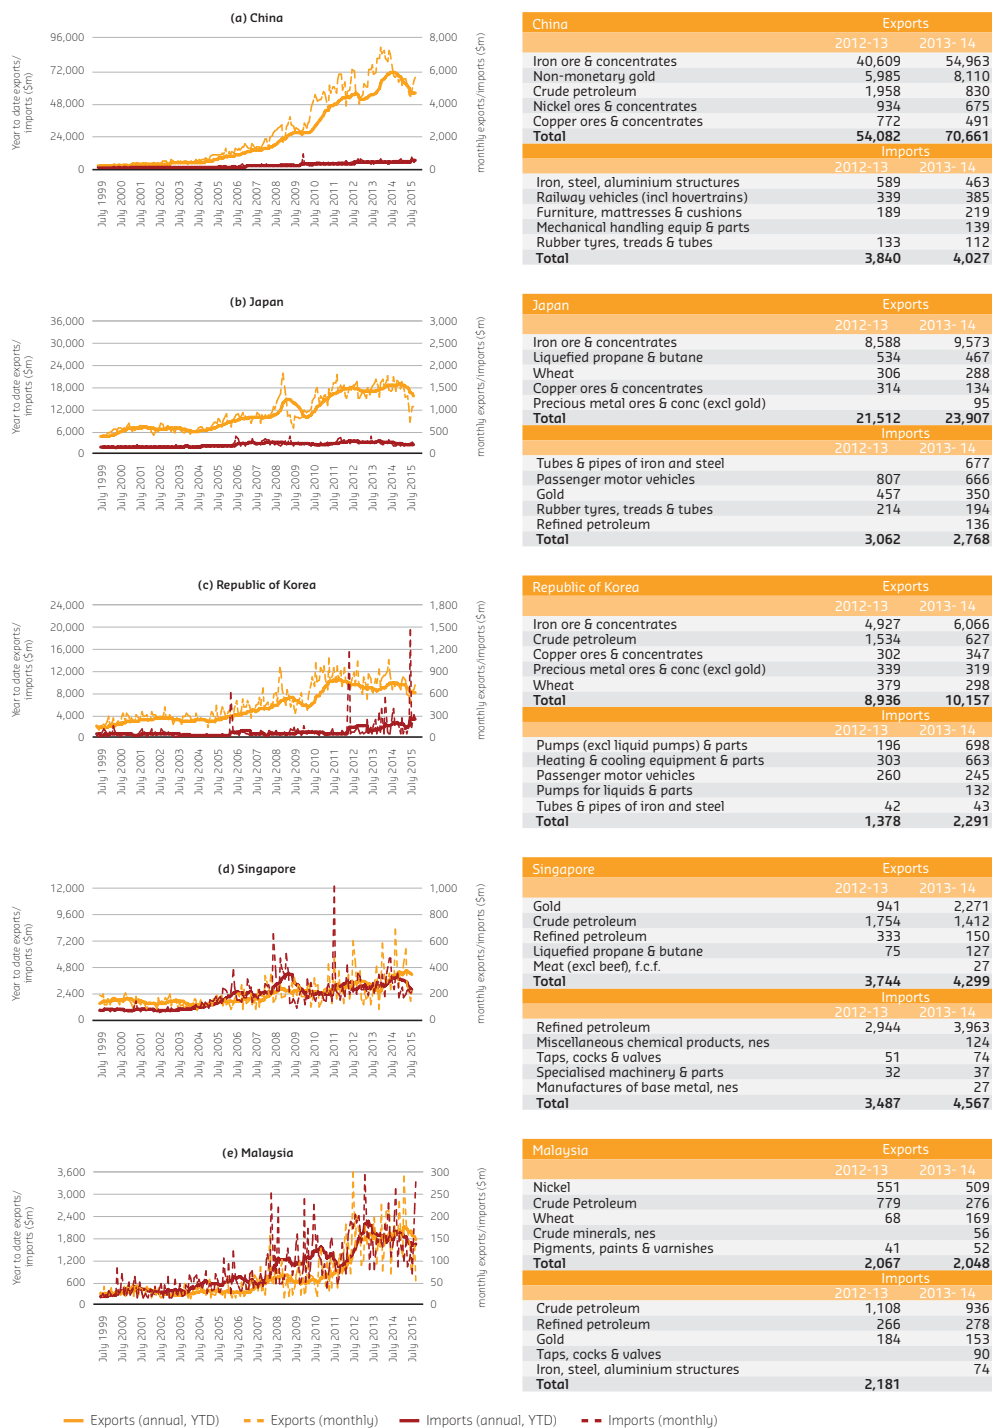 (a) China
Year to date exports/
imports ($m)
monthly exports/imports ($m)
96,000
72,000
48,000
24,000
0
8,000
6,000
4,000
2,000
0
July 1999
July 2000
July 2001
July 2002
July 2003
July 2004
July 2005
July 2006
July 2007
July 2008
July 2009
July 2010
July 2011
July 2012
July 2013
July 2014
July 2015
China Exports
2012-13 2013- 14
Iron ore & concentrates 40,609 54,963
Non-monetary gold 5,985 8,110
Crude petroleum 1,958 830
Nickel ores & concentrates 934 675
Copper ores & concentrates 772 491
Total 54,082 70,661
Imports
2012-13 2013- 14
Iron, steel, aluminium structures 589 463
Railway vehicles (incl hovertrains) 339 385
Furniture, mattresses & cushions 189 219
Mechanical handling equip & parts 139
Rubber tyres, treads & tubes 133 112
Total 3,840 4,027
(b) Japan
Year to date exports/
imports ($m)
monthly exports/imports ($m)
36,000
30,000
24,000
18,000
12,000
6,000
0
3,000
2,500
2,000
1,500
1,000
500
0
July 1999
July 2000
July 2001
July 2002
July 2003
July 2004
July 2005
July 2006
July 2007
July 2008
July 2009
July 2010
July 2011
July 2012
July 2013
July 2014
July 2015
Japan Exports
2012-13 2013- 14
Iron ore & concentrates 8,588 9,573
Liquefied propane & butane 534 467
Wheat 306 288
Copper ores & concentrates 314 134
Precious metal ores & conc (excl gold) 95
Total 21,512 23,907
Imports
2012-13 2013- 14
Tubes & pipes of iron and steel 677
Passenger motor vehicles 807 666
Gold 457 350
Rubber tyres, treads & tubes 214 194
Refined petroleum 136
Total 3,062 2,768
(c) Republic of Korea
Year to date exports/
imports ($m)
monthly exports/imports ($m)
24,000
20,000
16,000
12,000
8,000
4,000
0
1,800
1,500
1,200
900
600
300
0
July 1999
July 2000
July 2001
July 2002
July 2003
July 2004
July 2005
July 2006
July 2007
July 2008
July 2009
July 2010
July 2011
July 2012
July 2013
July 2014
July 2015
Republic of Korea Exports
2012-13 2013- 14
Iron ore & concentrates 4,927 6,066
Crude petroleum 1,534 627
Copper ores & concentrates 302 347
Precious metal ores & conc (excl gold) 339 319
Wheat 379 298
Total 8,936 10,157
Imports
2012-13 2013- 14
Pumps (excl liquid pumps) & parts 196 698
Heating & cooling equipment & parts 303 663
Passenger motor vehicles 260 245
Pumps for liquids & parts 132
Tubes & pipes of iron and steel 42 43
Total 1,378 2,291
(d) Singapore
Year to date exports/
imports ($m)
monthly exports/imports ($m)
12,000
9,600
7,200
4,800
2,400
0
1,000
800
600
400
200
0
July 1999
July 2000
July 2001
July 2002
July 2003
July 2004
July 2005
July 2006
July 2007
July 2008
July 2009
July 2010
July 2011
July 2012
July 2013
July 2014
July 2015
Singapore Exports
2012-13 2013- 14
Gold 941 2,271
Crude petroleum 1,754 1,412
Refined petroleum 333 150
Liquefied propane & butane 75 127
Meat (excl beef), f.c.f. 27
Total 3,744 4,299
Imports
2012-13 2013- 14
Refined petroleum 2,944 3,963
Miscellaneous chemical products, nes 124
Taps, cocks & valves 51 74
Specialised machinery & parts 32 37
Manufactures of base metal, nes 27
Total 3,487 4,567
(e) Malaysia
Year to date exports/
imports ($m)
monthly exports/imports ($m)
3,600
3,000
2,400
1,800
1,200
600
0
300
250
200
150
100
50
0
July 1999
July 2000
July 2001
July 2002
July 2003
July 2004
July 2005
July 2006
July 2007
July 2008
July 2009
July 2010
July 2011
July 2012
July 2013
July 2014
July 2015
Malaysia Exports
2012-13 2013- 14
Nickel 551 509
Crude Petroleum 779 276
Wheat 68 169
Crude minerals, nes 56
Pigments, paints & varnishes 41 52
Total 2,067 2,048
Imports
2012-13 2013- 14
Crude petroleum 1,108 936
Refined petroleum 266 278
Gold 184 153
Taps, cocks & valves 90
Iron, steel, aluminium structures 74
Total 2,181
Exports (annual, YTD) Exports (monthly) Imports (annual, YTD) Imports (monthly)